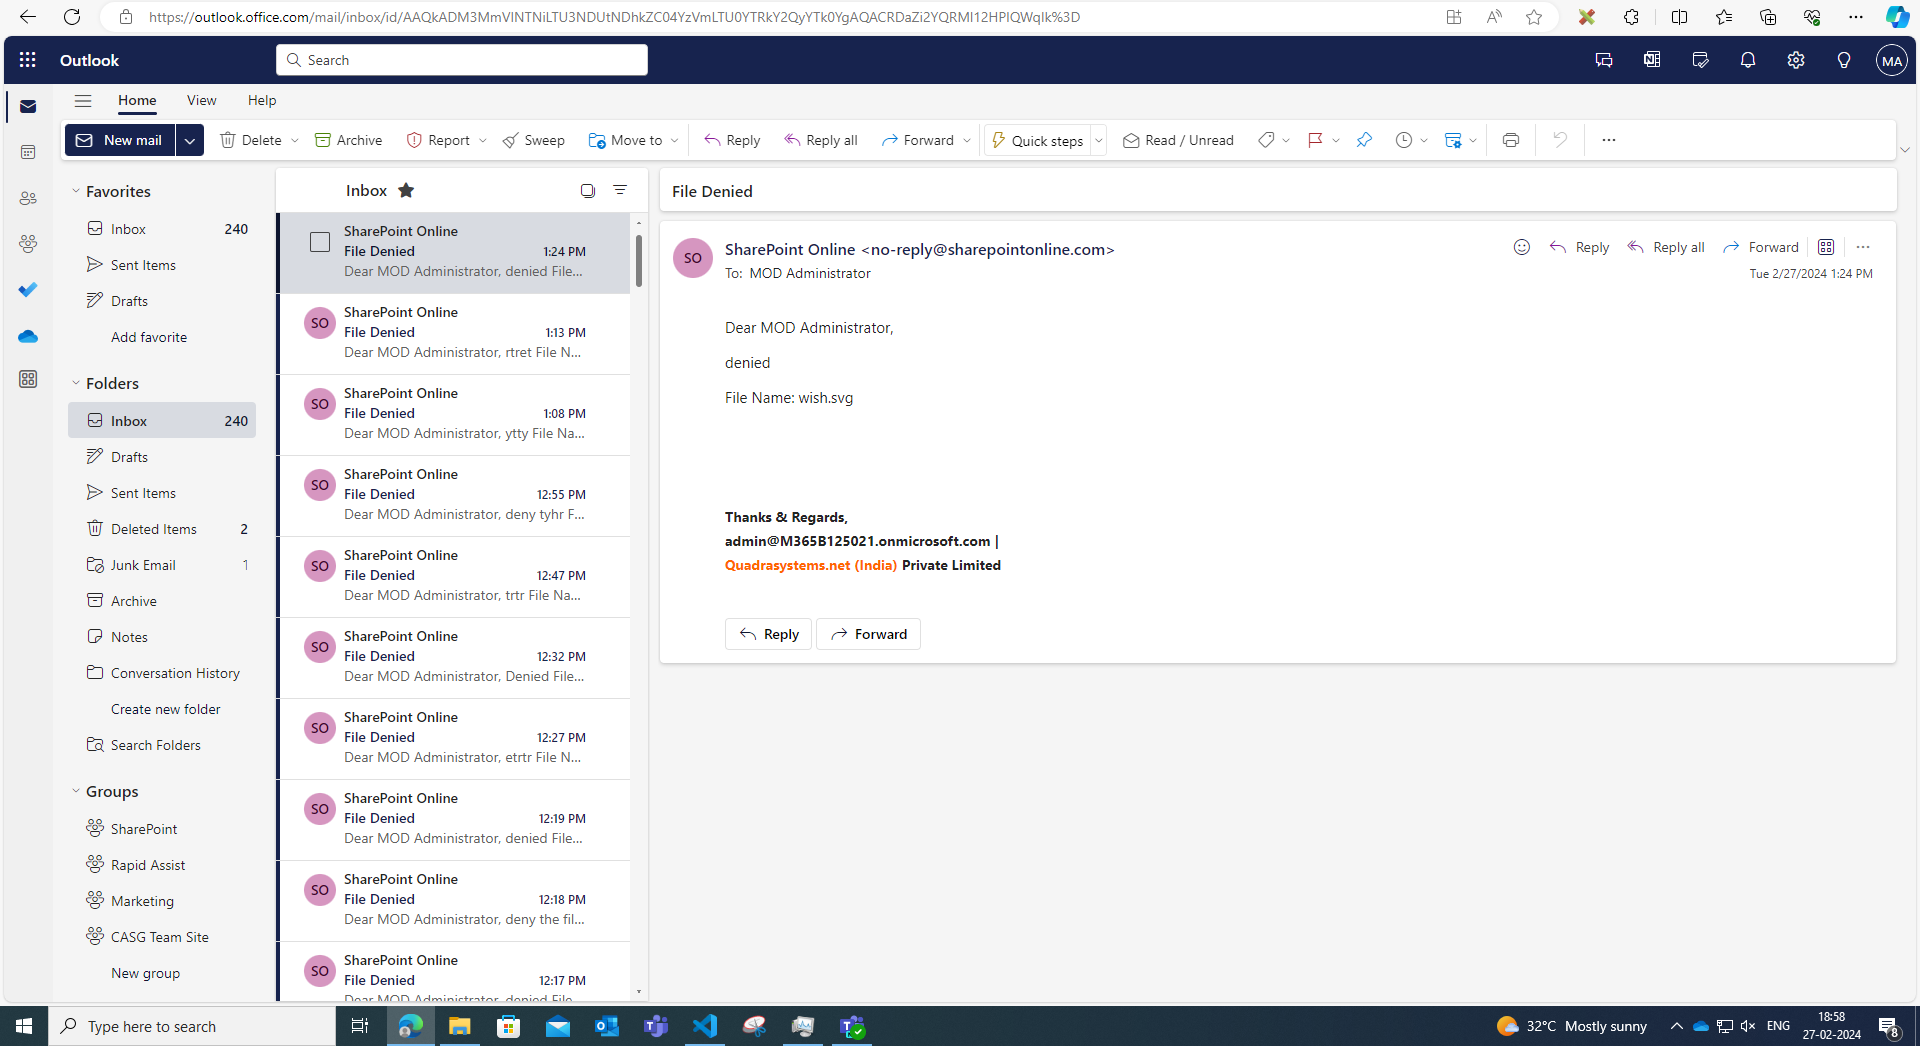 https://outlook.office.com/mail/inbox/id/AAQkADM3MmVlNTNiLTU3NDUtNDhkZC04YzVmLTU0YTRkY2QyYTk0YgAQACRDaZi2YQRMl12HPlQWqIk%3D
Outlook
Search
MA
Home View Help
New mail Delete Archive Report Sweep Move to Reply Reply all Forward Quick steps Read / Unread
Favorites
Inbox 240
Sent Items
Drafts
Add favorite
Folders
Inbox 240
Drafts
Sent Items
Deleted Items 2
Junk Email 1
Archive
Notes
Conversation History
Create new folder
Search Folders
Groups
SharePoint
Rapid Assist
Marketing
CASG Team Site
New group
Inbox
SharePoint Online
File Denied 1:24 PM
Dear MOD Administrator, denied File...
SO
SharePoint Online
File Denied 1:13 PM
Dear MOD Administrator, rtret File N...
SO
SharePoint Online
File Denied 1:08 PM
Dear MOD Administrator, ytty File Na...
SO
SharePoint Online
File Denied 12:55 PM
Dear MOD Administrator, deny tyhr F...
SO
SharePoint Online
File Denied 12:47 PM
Dear MOD Administrator, trtr File Na...
SO
SharePoint Online
File Denied 12:32 PM
Dear MOD Administrator, Denied File...
SO
SharePoint Online
File Denied 12:27 PM
Dear MOD Administrator, etrtr File N...
SO
SharePoint Online
File Denied 12:19 PM
Dear MOD Administrator, denied File...
SO
SharePoint Online
File Denied 12:18 PM
Dear MOD Administrator, deny the fil...
SO
SharePoint Online
File Denied 12:17 PM
Dear MOD Administrator, denied File...
File Denied
SO
SharePoint Online <no-reply@sharepointonline.com>
To: MOD Administrator
Reply Reply all Forward
Tue 2/27/2024 1:24 PM
Dear MOD Administrator,
denied
File Name: wish.svg
Thanks & Regards,
admin@M365B125021.onmicrosoft.com |
Quadrasystems.net (India) Private Limited
Reply Forward
Type here to search
32°C Mostly sunny
ENG
18:58
27-02-2024
8